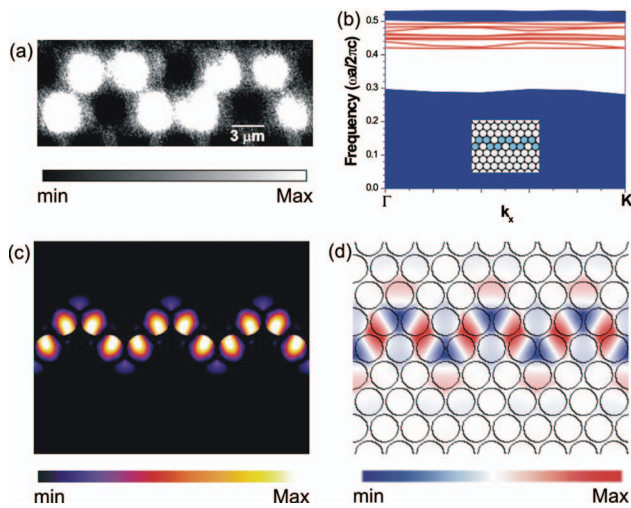 (a)
3 μm
min Max
(b)
Frequency (ωa/2πc)
0.5
0.4
0.3
0.2
0.1
0.0
Γ K
kx
(c)
min Max
(d)
min Max